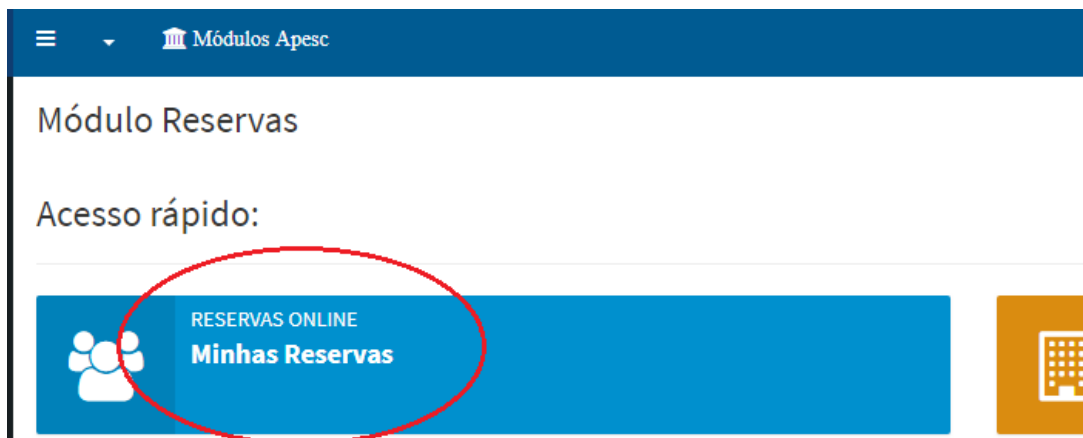 Módulos Apesc
Módulo Reservas
Acesso rápido:
RESERVAS ONLINE
Minhas Reservas